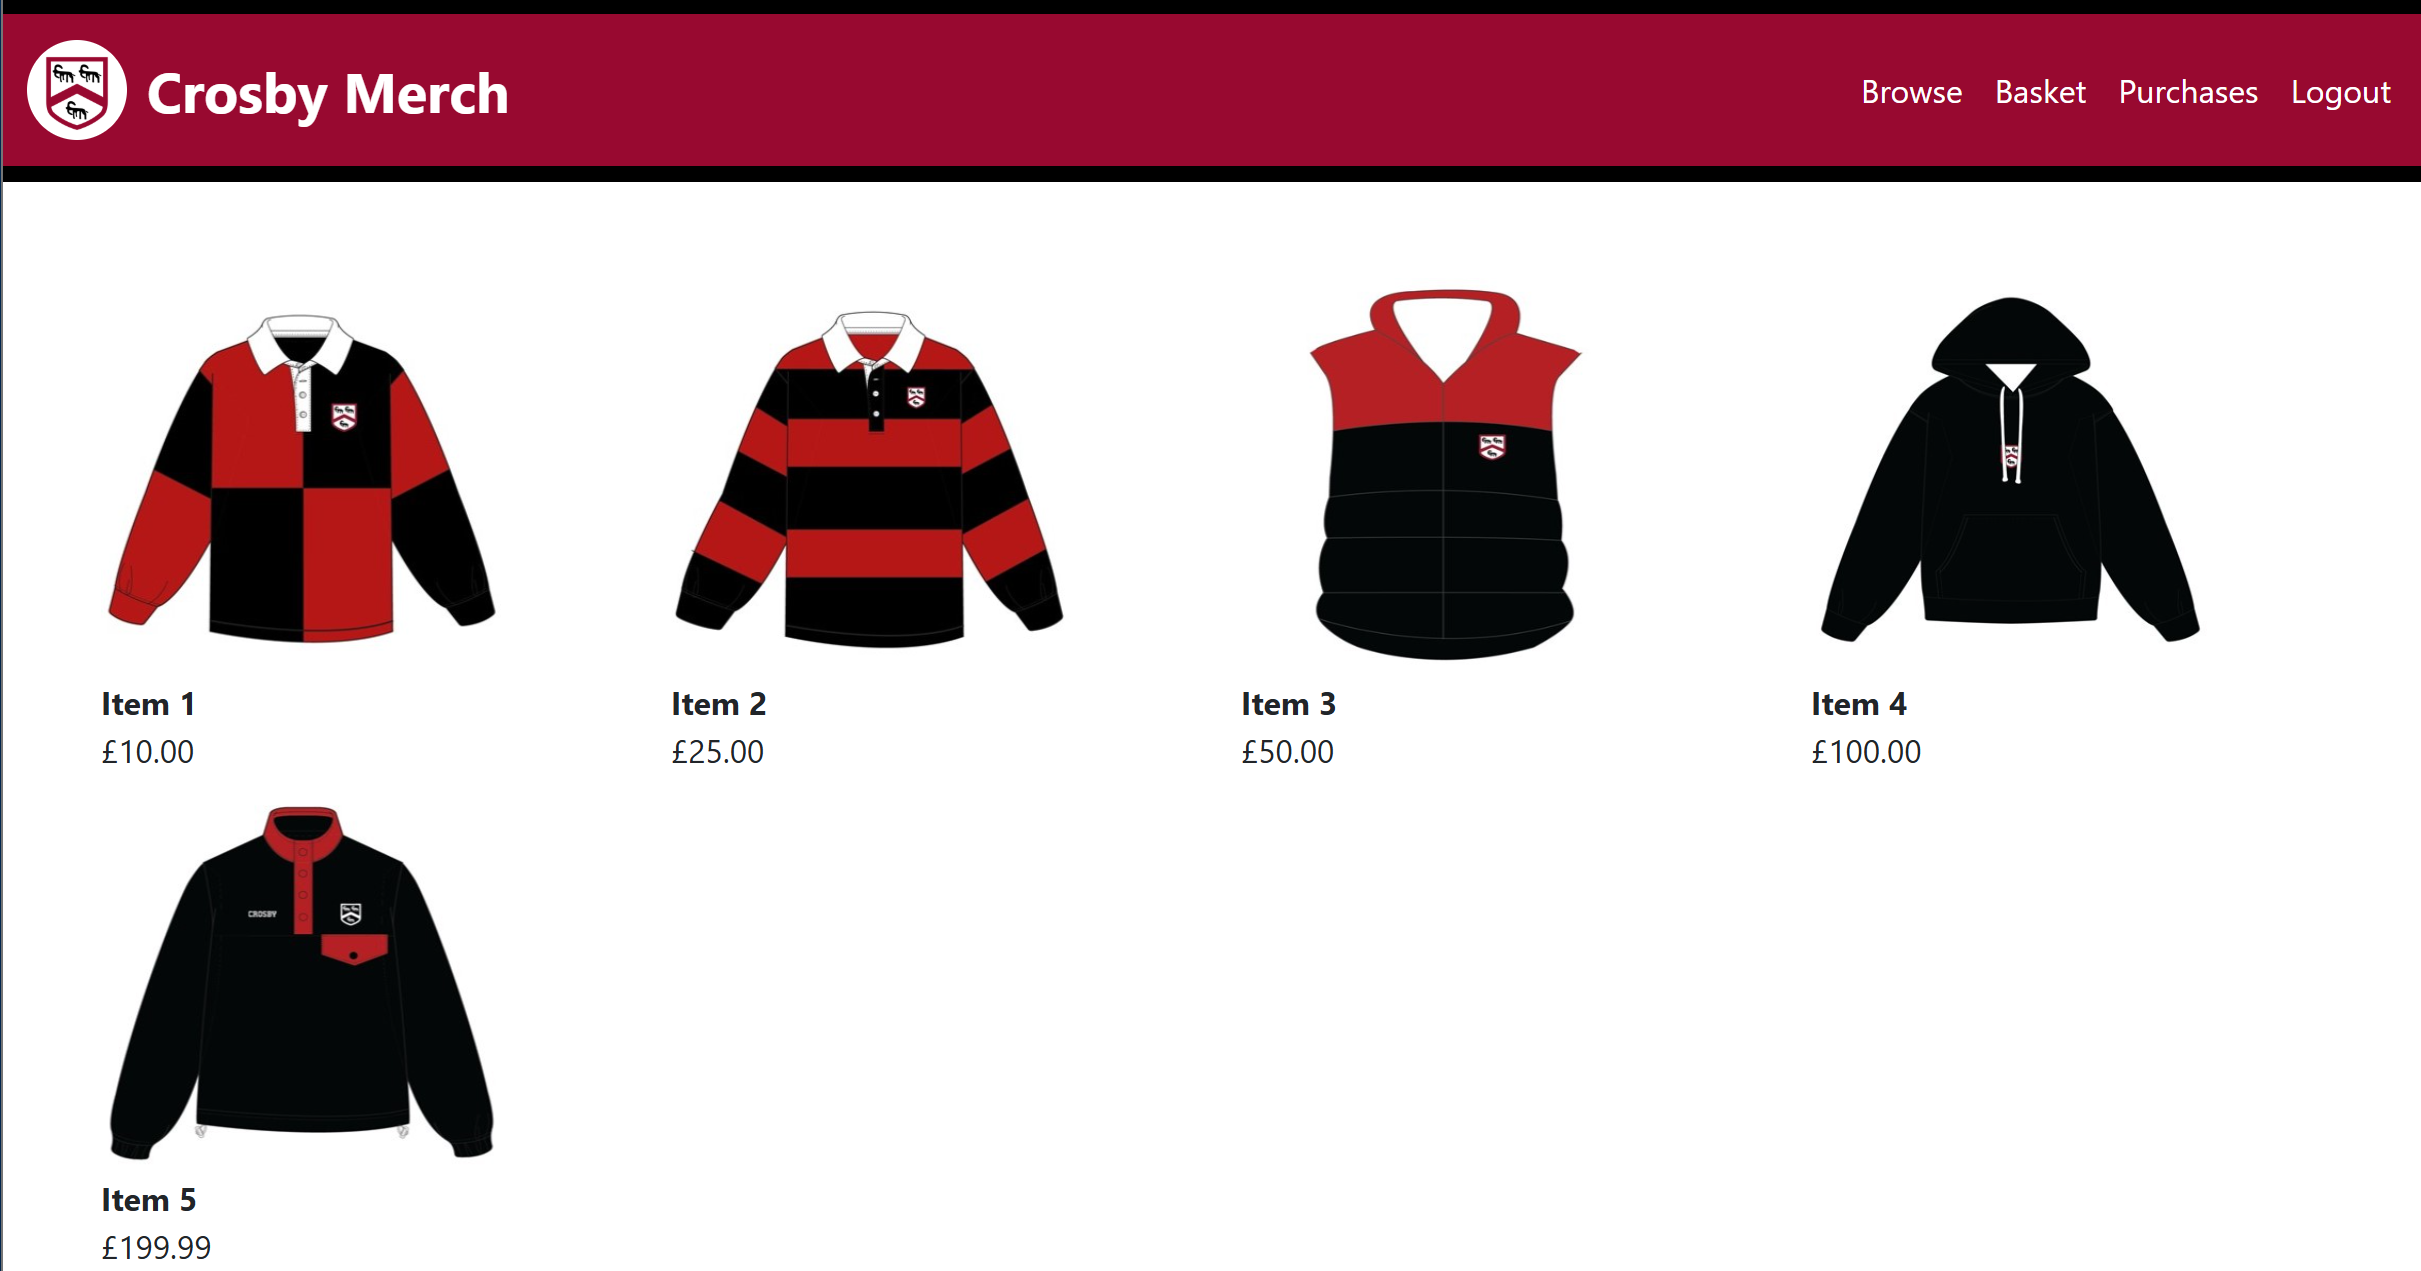 Crosby Merch
Browse Basket Purchases Logout
Item 1
£10.00
Item 2
£25.00
Item 3
£50.00
Item 4
£100.00
CROSBY
Item 5
£199.99